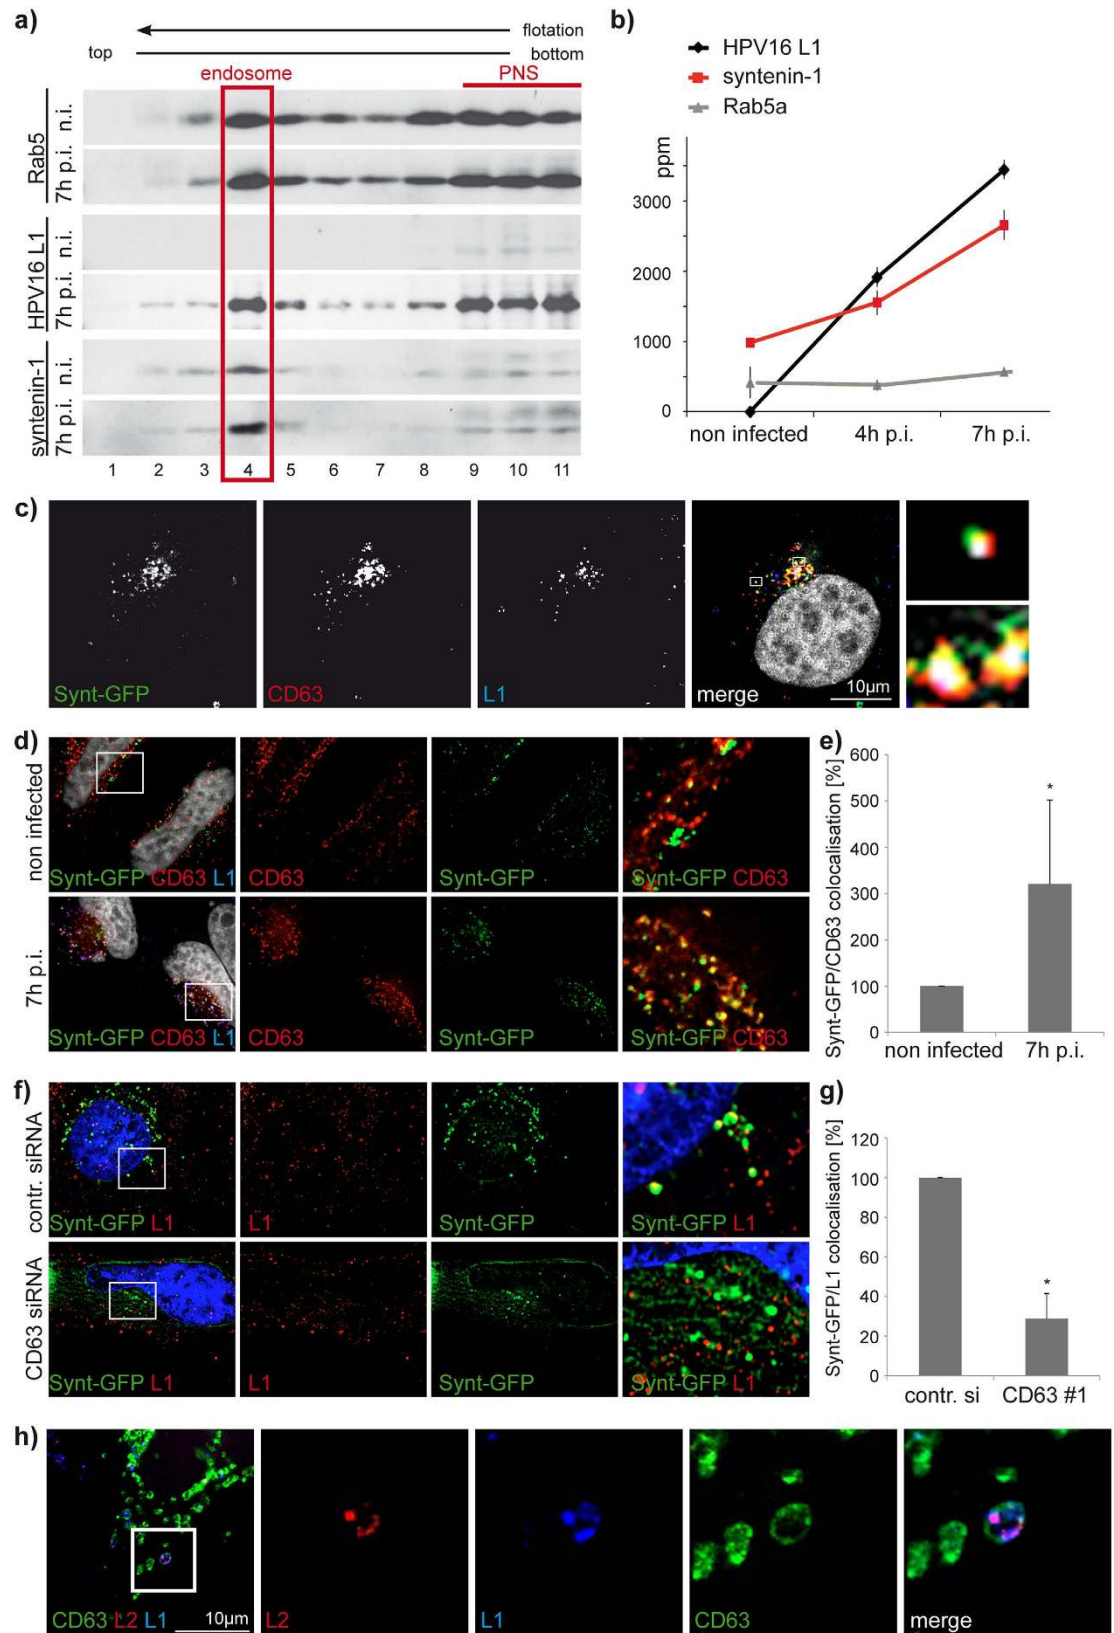 a)
flotation
top
bottom
endosome
PNS
Rab5
n.i.
7h p.i.
HPV16 L1
n.i.
7h p.i.
syntenin-1
n.i.
7h p.i.
1 2 3 4 5 6 7 8 9 10 11
b)
HPV16 L1
syntenin-1
Rab5a
ppm
3000
2000
1000
0
non infected 4h p.i. 7h p.i.
c)
Synt-GFP
CD63
L1
merge
10µm
d)
non infected
Synt-GFP CD63 L1
CD63
Synt-GFP
Synt-GFP CD63
7h p.i.
Synt-GFP CD63 L1
CD63
Synt-GFP
Synt-GFP CD63
e)
Synt-GFP/CD63 colocalisation [%]
600
500
400
300
200
100
0
*
non infected 7h p.i.
f)
contr. siRNA
Synt-GFP L1
L1
Synt-GFP
Synt-GFP L1
CD63 siRNA
Synt-GFP L1
L1
Synt-GFP
Synt-GFP L1
g)
Synt-GFP/L1 colocalisation [%]
120
100
80
60
40
20
0
*
contr. si CD63 #1
h)
CD63 L2 L1
10µm
L2
L1
CD63
merge